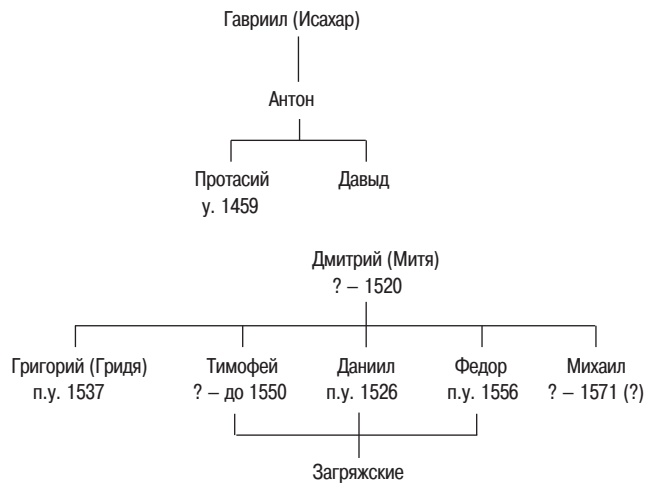 Гавриил (Исахар)
Антон
Протасий Давыд
у. 1459
Дмитрий (Митя)
? – 1520
Григорий (Гридя) Тимофей Даниил Федор Михаил
п.у. 1537 ? – до 1550 п.у. 1526 п.у. 1556 ? – 1571 (?)
Загряжские